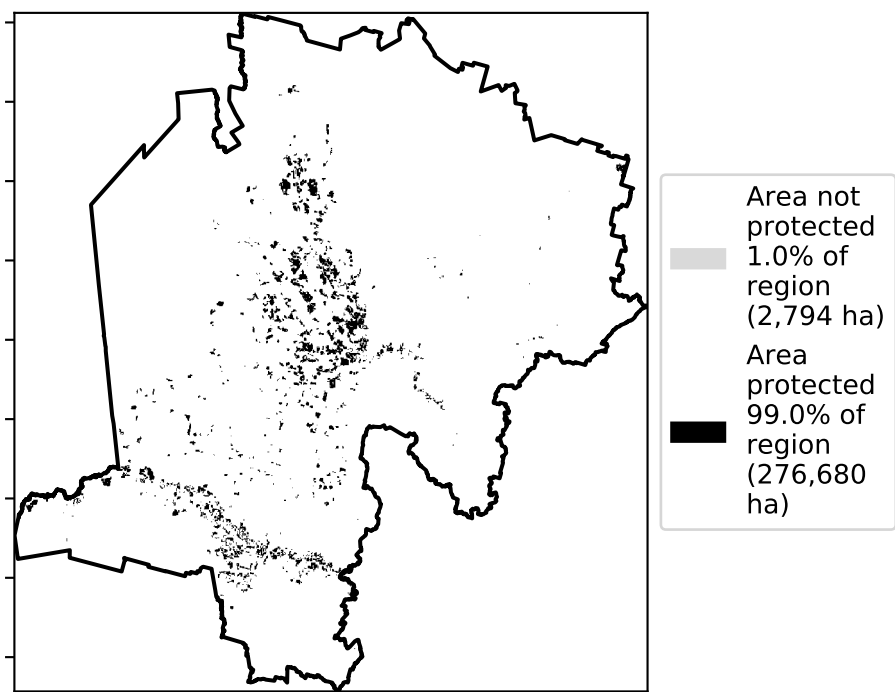 Area not
protected
1.0% of
region
(2,794 ha)
Area
protected
99.0% of
region
(276,680
ha)